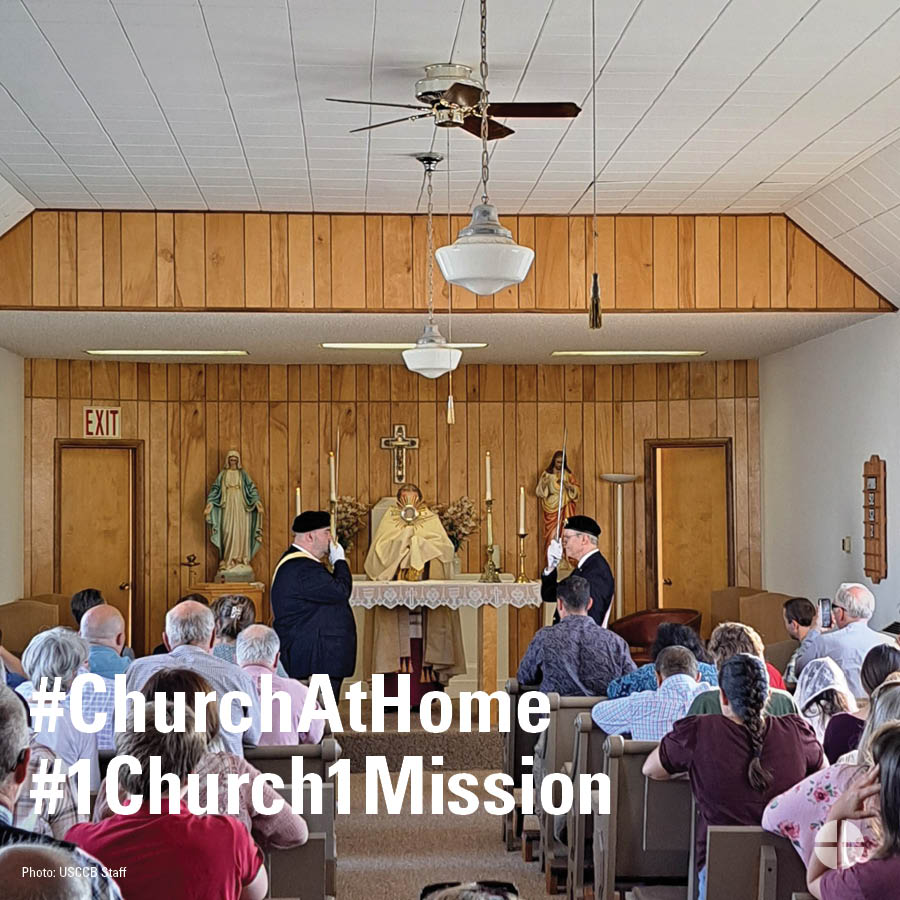 EXIT
#ChurchAtHome
#1Church1Mission
Photo: USCCB Staff